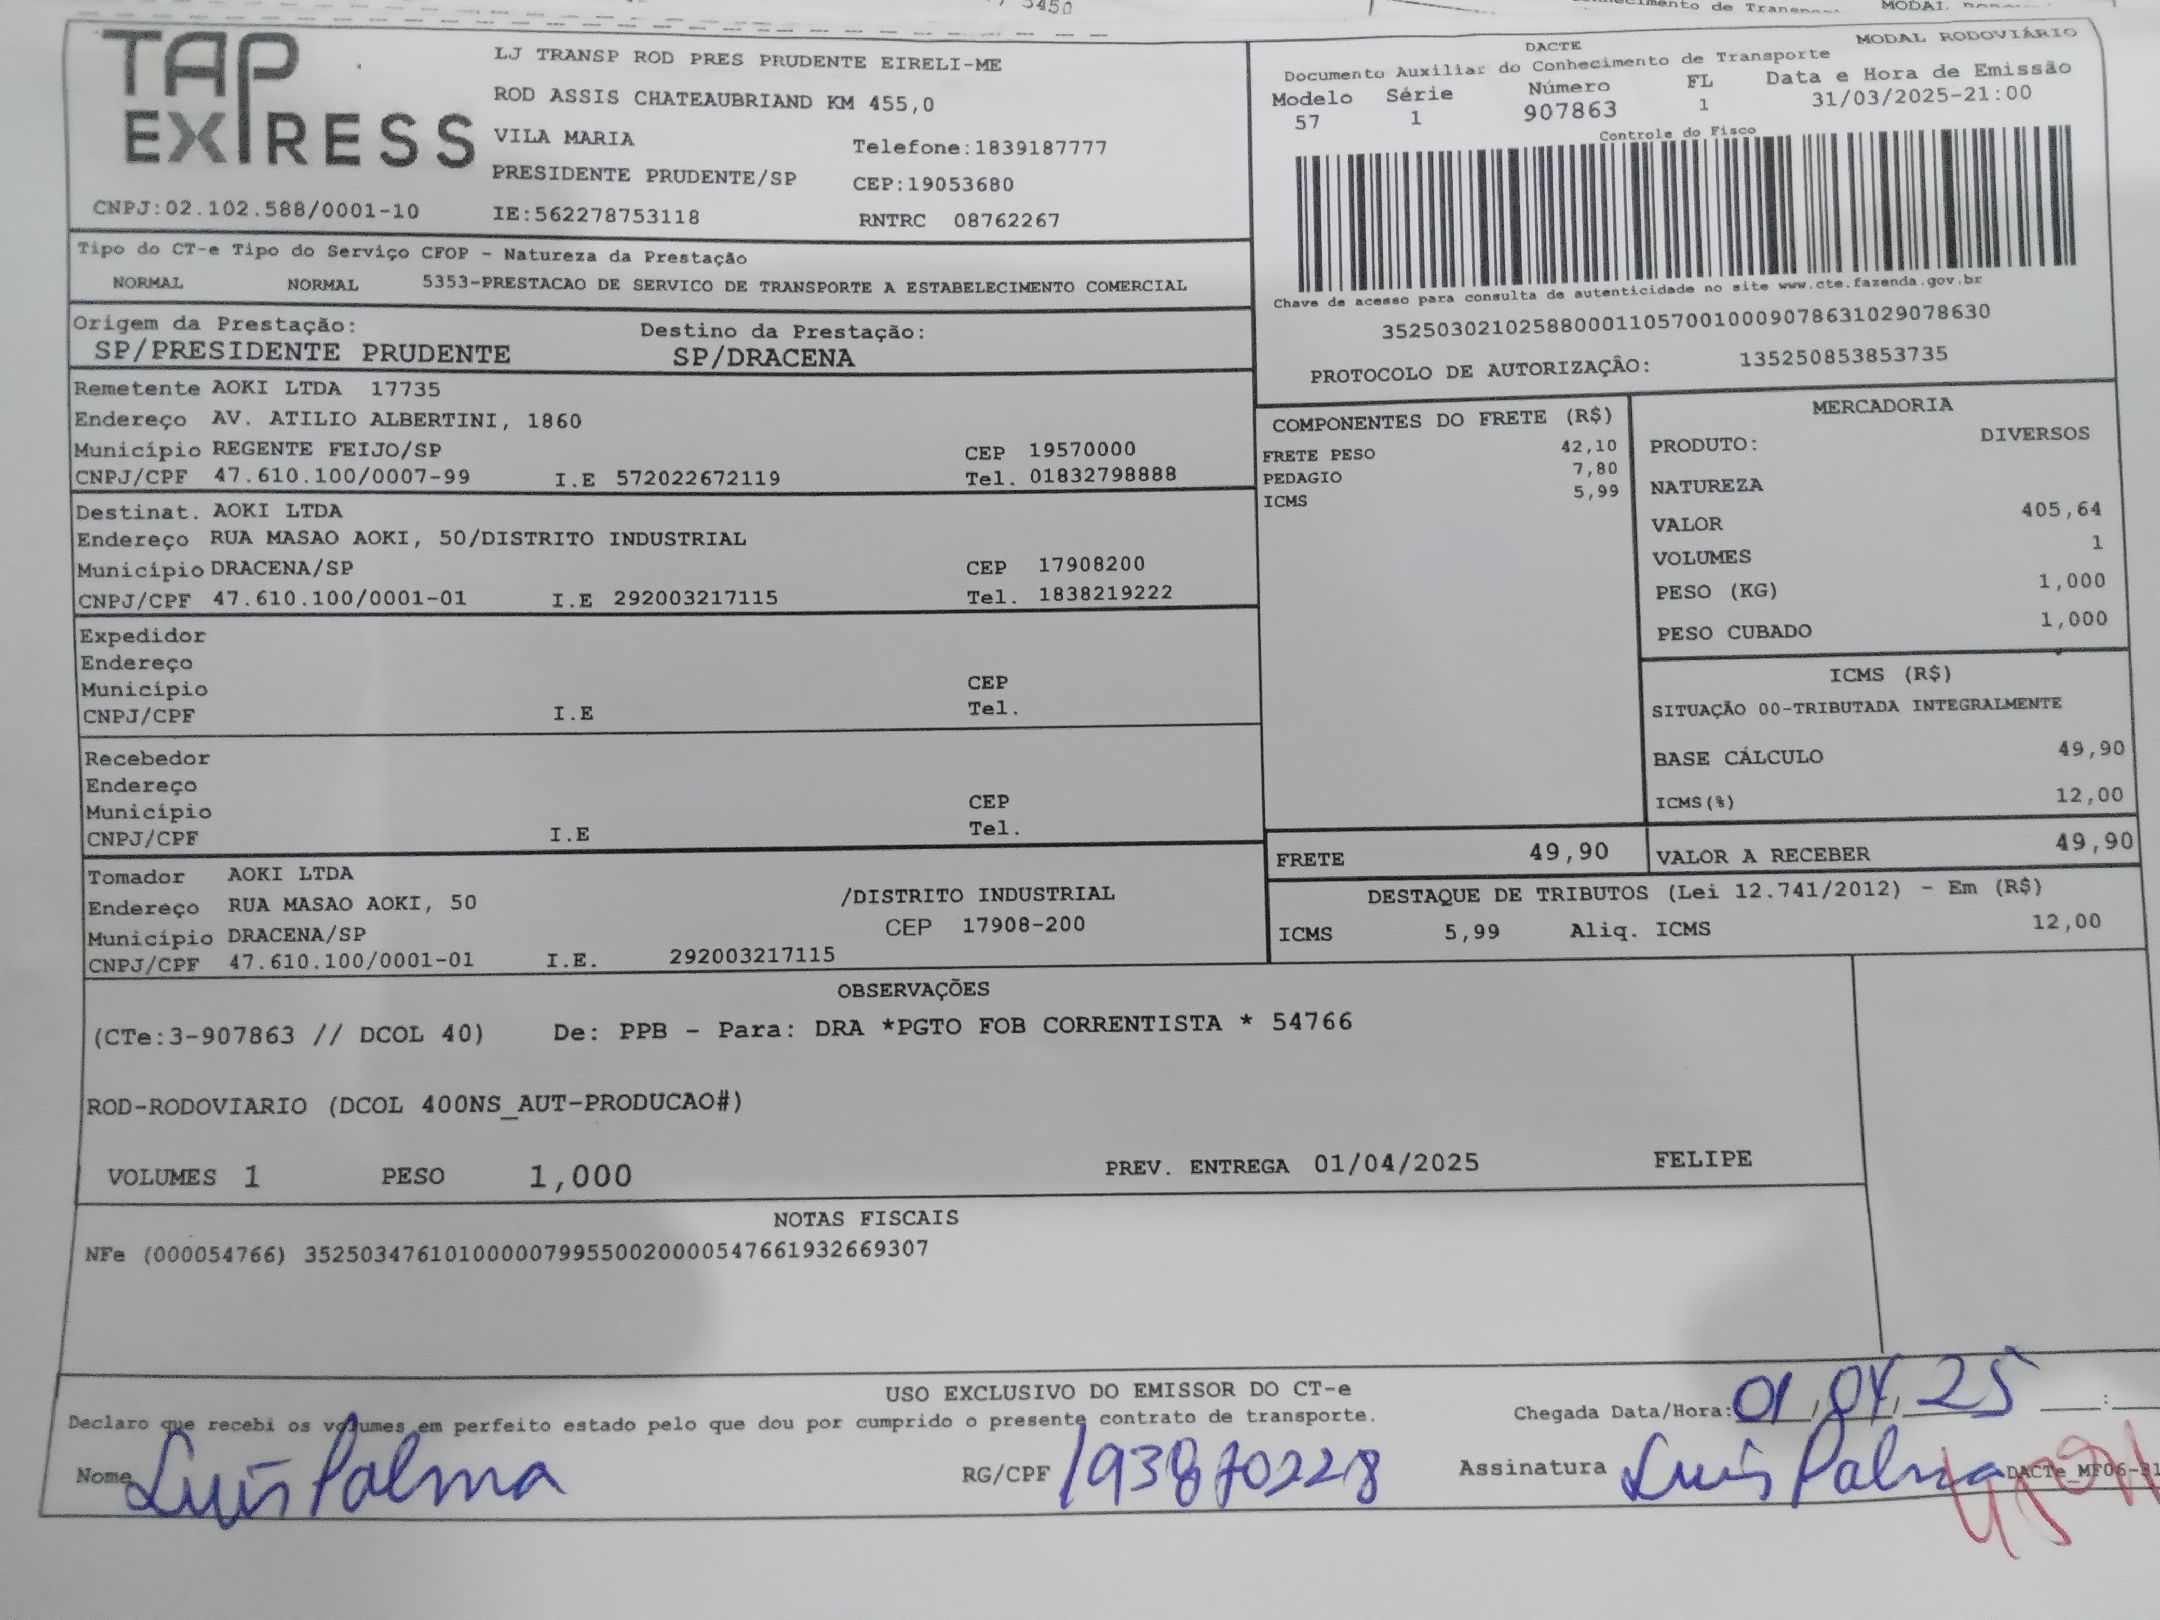 TAP EXPRESS
LJ TRANSP ROD PRES PRUDENTE EIRELI-ME
ROD ASSIS CHATEAUBRIAND KM 455,0
VILA MARIA Telefone:1839187777
PRESIDENTE PRUDENTE/SP CEP:19053680
CNPJ:02.102.588/0001-10 IE:562278753118 RNTRC 08762267
DACTE MODAL RODOVIÁRIO
Documento Auxiliar do Conhecimento de Transporte
Modelo Série Número FL Data e Hora de Emissão
57 1 907863 1 31/03/2025-21:00
Controle do Fisco
Chave de acesso para consulta de autenticidade no site www.cte.fazenda.gov.br
35250302102588000110570010009078631029078630
PROTOCOLO DE AUTORIZAÇÃO: 135250853853735
Tipo do CT-e Tipo do Serviço CFOP - Natureza da Prestação
NORMAL NORMAL 5353-PRESTACAO DE SERVICO DE TRANSPORTE A ESTABELECIMENTO COMERCIAL
Origem da Prestação: Destino da Prestação:
SP/PRESIDENTE PRUDENTE SP/DRACENA
Remetente AOKI LTDA 17735
Endereço AV. ATILIO ALBERTINI, 1860
Município REGENTE FEIJO/SP CEP 19570000
CNPJ/CPF 47.610.100/0007-99 I.E 572022672119 Tel. 01832798888
Destinat. AOKI LTDA
Endereço RUA MASAO AOKI, 50/DISTRITO INDUSTRIAL
Município DRACENA/SP CEP 17908200
CNPJ/CPF 47.610.100/0001-01 I.E 292003217115 Tel. 1838219222
Expedidor
Endereço
Município CEP
CNPJ/CPF I.E Tel.
Recebedor
Endereço
Município CEP
CNPJ/CPF I.E Tel.
Tomador AOKI LTDA
Endereço RUA MASAO AOKI, 50 /DISTRITO INDUSTRIAL
Município DRACENA/SP CEP 17908-200
CNPJ/CPF 47.610.100/0001-01 I.E. 292003217115
COMPONENTES DO FRETE (R$)
FRETE PESO 42,10
PEDAGIO 7,80
ICMS 5,99
MERCADORIA
PRODUTO: DIVERSOS
NATUREZA
VALOR 405,64
VOLUMES 1
PESO (KG) 1,000
PESO CUBADO 1,000
ICMS (R$)
SITUAÇÃO 00-TRIBUTADA INTEGRALMENTE
BASE CÁLCULO 49,90
ICMS(%) 12,00
FRETE 49,90 VALOR A RECEBER 49,90
DESTAQUE DE TRIBUTOS (Lei 12.741/2012) - Em (R$)
ICMS 5,99 Aliq. ICMS 12,00
OBSERVAÇÕES
(CTe:3-907863 // DCOL 40) De: PPB - Para: DRA *PGTO FOB CORRENTISTA * 54766
ROD-RODOVIARIO (DCOL 400NS_AUT-PRODUCAO#)
VOLUMES 1 PESO 1,000 PREV. ENTREGA 01/04/2025 FELIPE
NOTAS FISCAIS
NFe (000054766) 35250347610100000799550020000547661932669307
USO EXCLUSIVO DO EMISSOR DO CT-e
Declaro que recebi os volumes em perfeito estado pelo que dou por cumprido o presente contrato de transporte. Chegada Data/Hora: 01/04/25
Nome Luís Palma RG/CPF 193870228 Assinatura Luís Palma DACTe_MF06-31